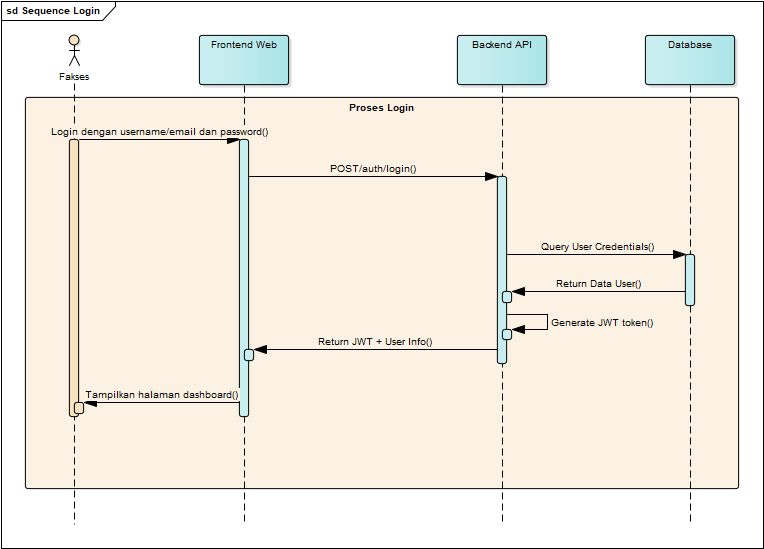 sd Sequence Login
Fakses
Frontend Web
Backend API
Database
Proses Login
Login dengan username/email dan password()
POST/auth/login()
Query User Credentials()
Return Data User()
Generate JWT token()
Return JWT + User Info()
Tampilkan halaman dashboard()